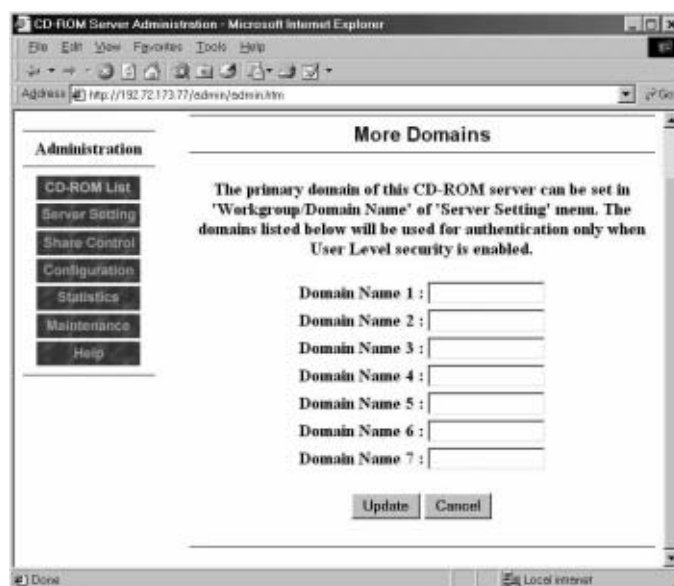 CD-ROM Server Administration - Microsoft Internet Explorer
File Edit View Favorites Tools Help
Address http://192.72.173.77/admin/admin.htm Go
Administration
CD-ROM List
Server Setting
Share Control
Configuration
Statistics
Maintenance
Help
More Domains
The primary domain of this CD-ROM server can be set in
'Workgroup/Domain Name' of 'Server Setting' menu. The
domains listed below will be used for authentication only when
User Level security is enabled.
Domain Name 1 :
Domain Name 2 :
Domain Name 3 :
Domain Name 4 :
Domain Name 5 :
Domain Name 6 :
Domain Name 7 :
Update Cancel
Done Local intranet